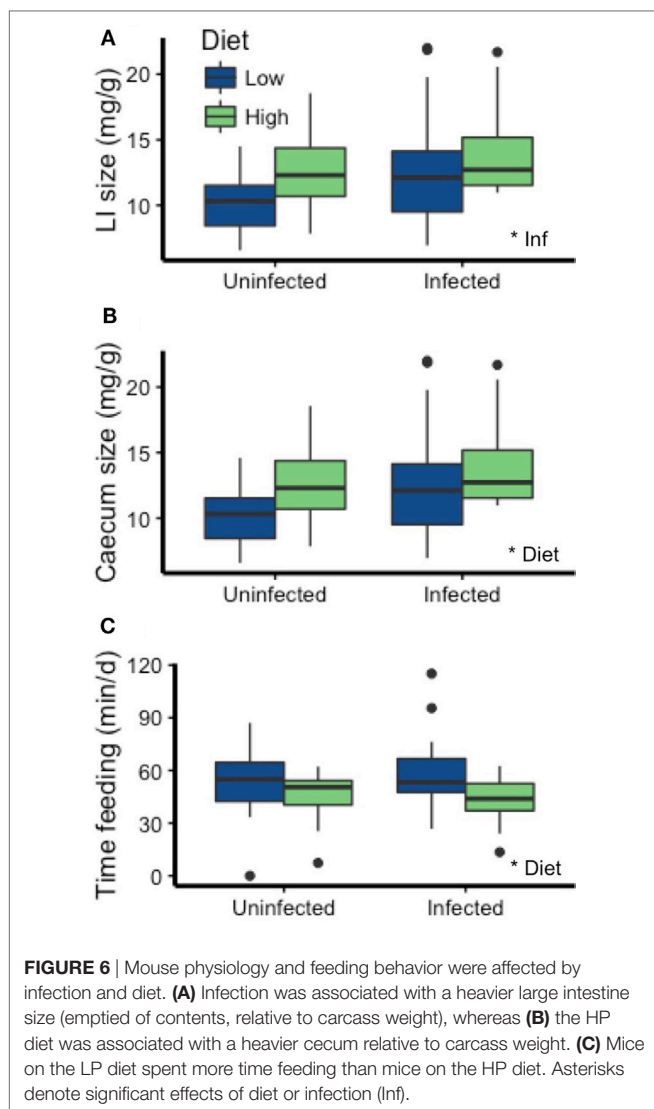 A
Diet
Low
High
LI size (mg/g)
20
15
10
* Inf
Uninfected
Infected
B
Caecum size (mg/g)
20
15
10
* Diet
Uninfected
Infected
C
Time feeding (min/d)
120
90
60
30
0
* Diet
Uninfected
Infected
FIGURE 6 | Mouse physiology and feeding behavior were affected by
infection and diet. (A) Infection was associated with a heavier large intestine
size (emptied of contents, relative to carcass weight), whereas (B) the HP
diet was associated with a heavier cecum relative to carcass weight. (C) Mice
on the LP diet spent more time feeding than mice on the HP diet. Asterisks
denote significant effects of diet or infection (Inf).